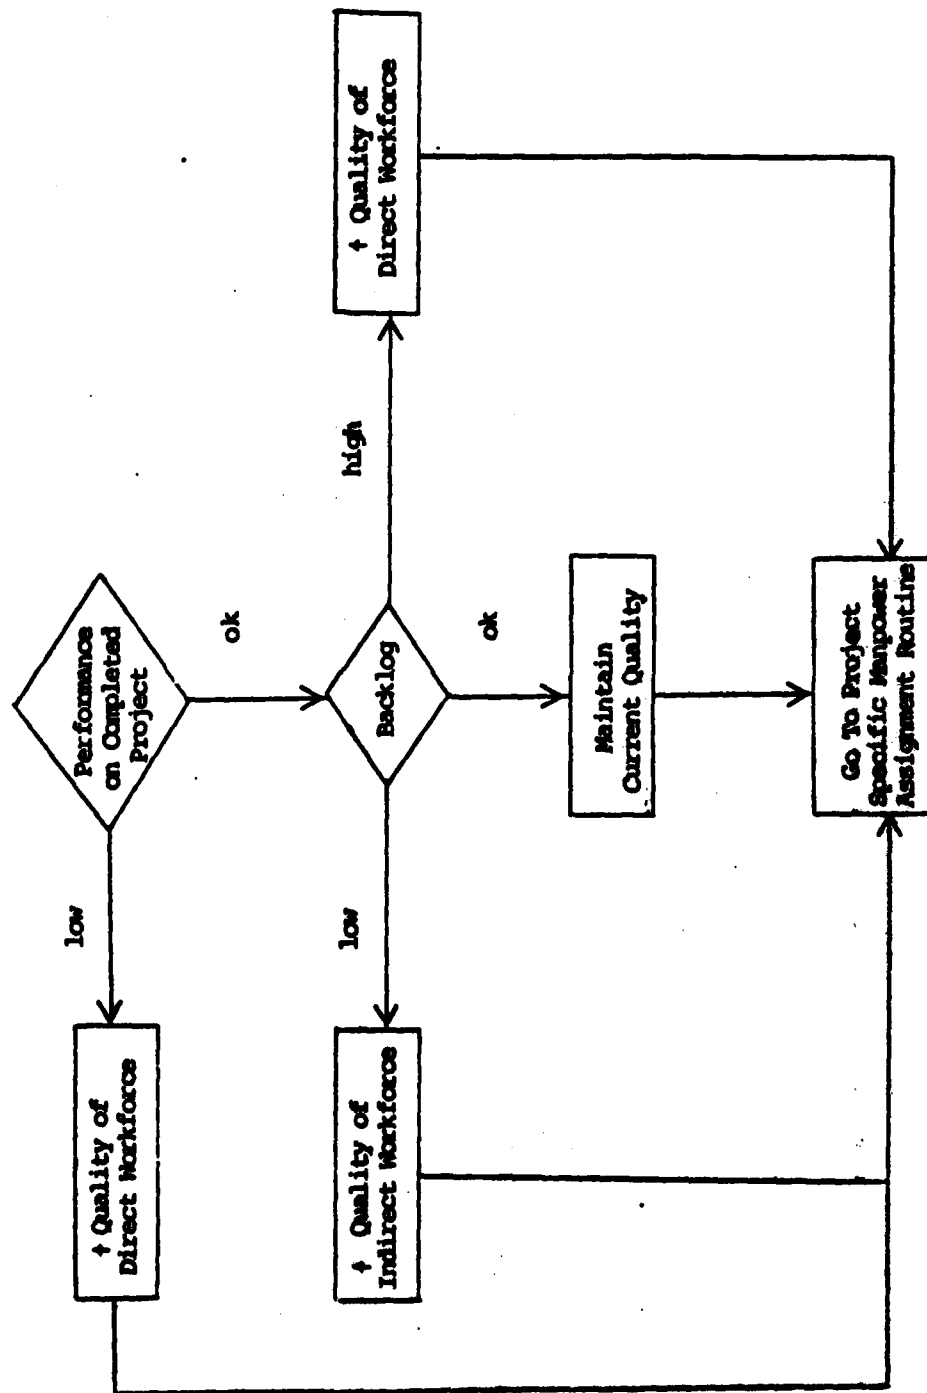 Performance
on Completed
Project
low
ok
↑ Quality of
Direct Workforce
Backlog
low
high
ok
↑ Quality of
Indirect Workforce
↑ Quality of
Direct Workforce
Maintain
Current Quality
Go To Project
Specific Manpower
Assignment Routine